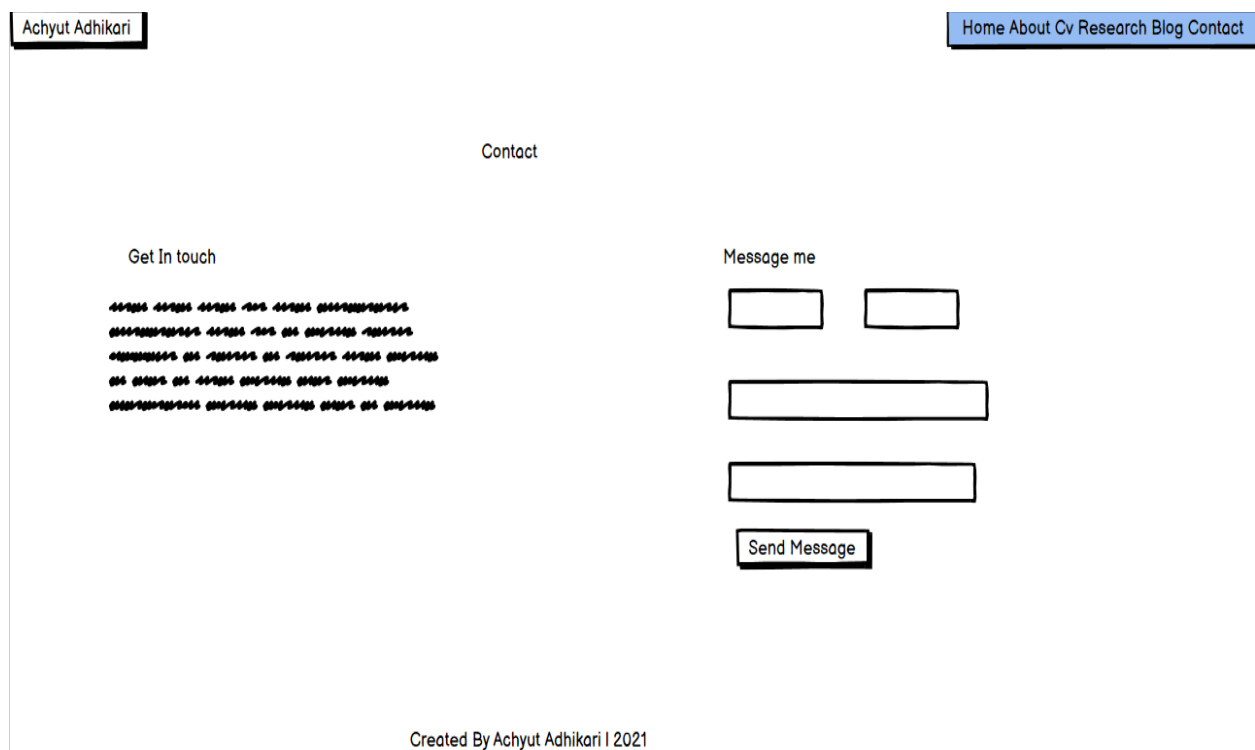 Achyut Adhikari
Home About Cv Research Blog Contact
Contact
Get In touch
Message me
Send Message
Created By Achyut Adhikari | 2021